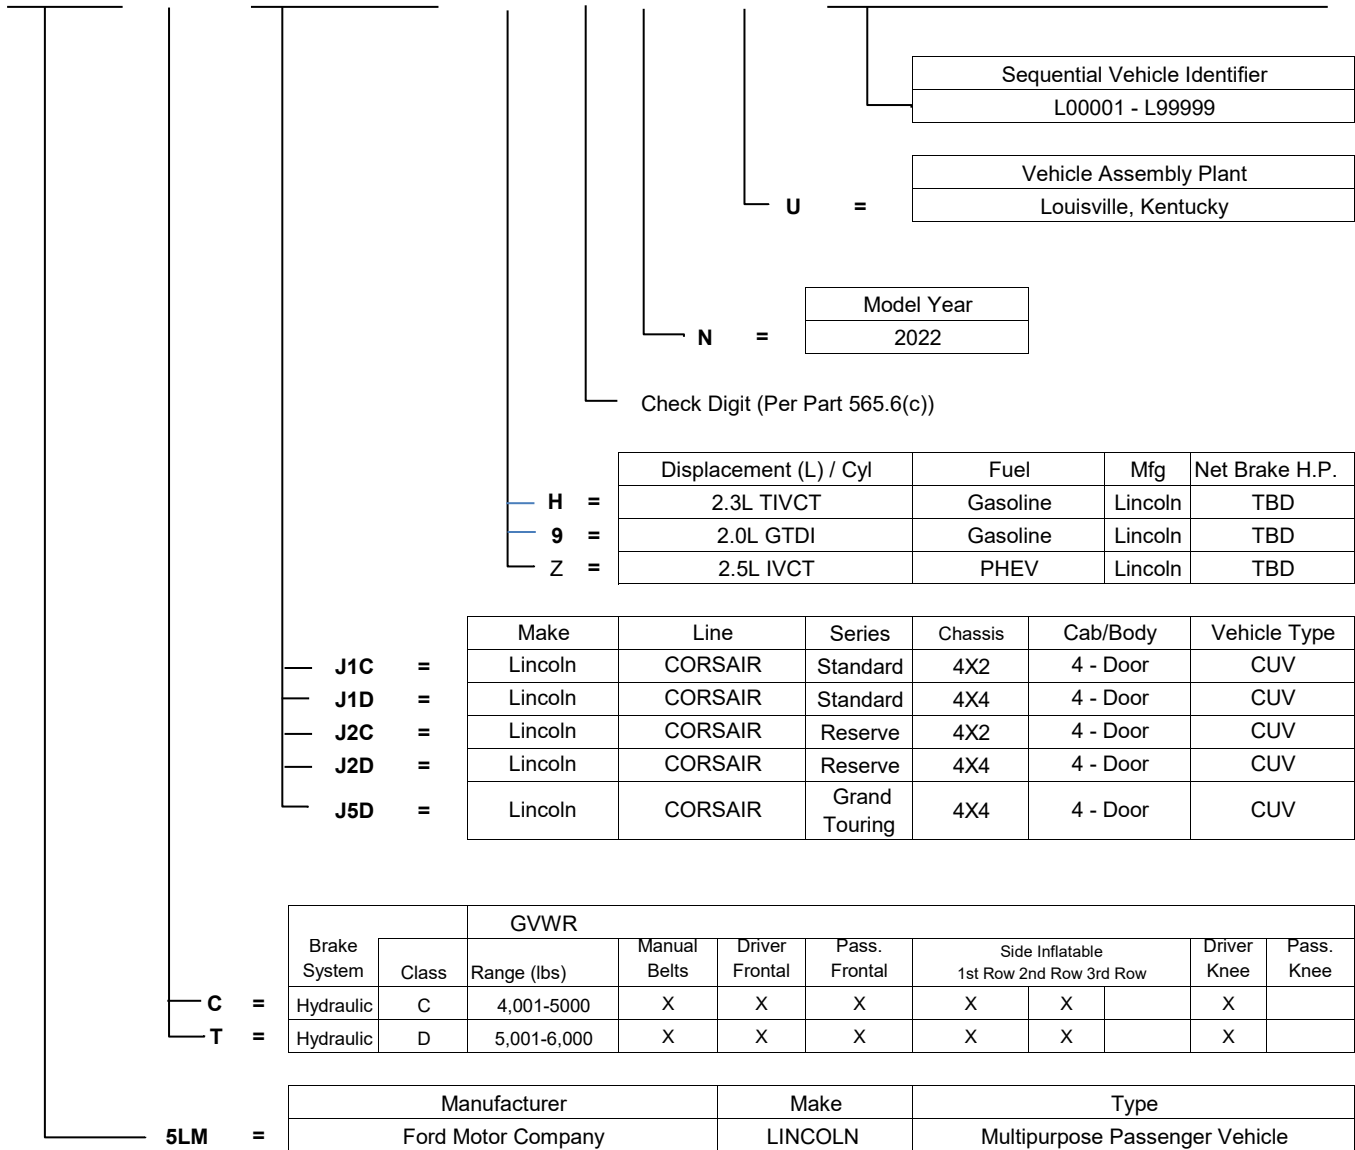 Sequential Vehicle Identifier
L00001 - L99999
Vehicle Assembly Plant
U = Louisville, Kentucky
Model Year
N = 2022
Check Digit (Per Part 565.6(c))
Displacement (L) / Cyl Fuel Mfg Net Brake H.P.
H = 2.3L TIVCT Gasoline Lincoln TBD
9 = 2.0L GTDI Gasoline Lincoln TBD
Z = 2.5L IVCT PHEV Lincoln TBD
Make Line Series Chassis Cab/Body Vehicle Type
J1C = Lincoln CORSAIR Standard 4X2 4 - Door CUV
J1D = Lincoln CORSAIR Standard 4X4 4 - Door CUV
J2C = Lincoln CORSAIR Reserve 4X2 4 - Door CUV
J2D = Lincoln CORSAIR Reserve 4X4 4 - Door CUV
J5D = Lincoln CORSAIR Grand Touring 4X4 4 - Door CUV
GVWR
Brake Manual Driver Pass. Side Inflatable Driver Pass.
System Class Range (lbs) Belts Frontal Frontal 1st Row 2nd Row 3rd Row Knee Knee
C = Hydraulic C 4,001-5000 X X X X X X
T = Hydraulic D 5,001-6,000 X X X X X X
Manufacturer Make Type
5LM = Ford Motor Company LINCOLN Multipurpose Passenger Vehicle